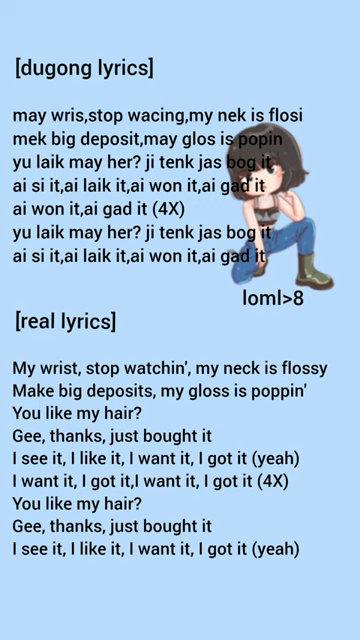 [dugong lyrics]
may wris,stop wacing,my nek is flosi
mek big deposit,may glos is popin
yu laik may her? ji tenk jas bog it
ai si it,ai laik it,ai won it,ai gad it
ai won it,ai gad it (4X)
yu laik may her? ji tenk jas bog it
ai si it,ai laik it,ai won it,ai gad it
loml>8
[real lyrics]
My wrist, stop watchin', my neck is flossy
Make big deposits, my gloss is poppin'
You like my hair?
Gee, thanks, just bought it
I see it, I like it, I want it, I got it (yeah)
I want it, I got it,I want it, I got it (4X)
You like my hair?
Gee, thanks, just bought it
I see it, I like it, I want it, I got it (yeah)